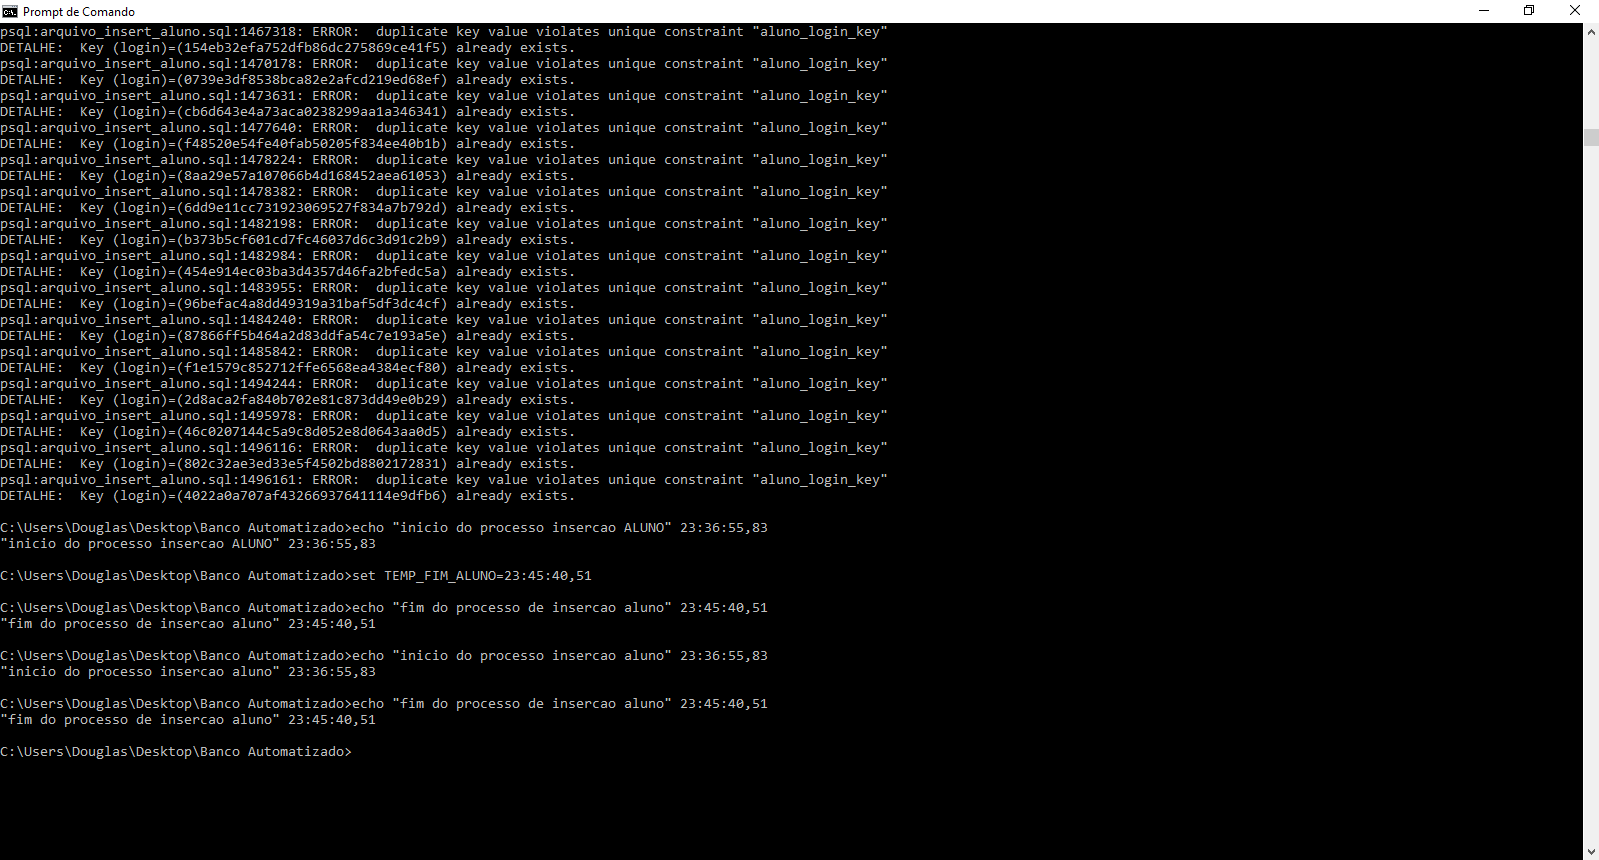 Prompt de Comando
psql:arquivo_insert_aluno.sql:1467318: ERROR:  duplicate key value violates unique constraint "aluno_login_key"
DETALHE:  Key (login)=(154eb32efa752dfb86dc275869ce41f5) already exists.
psql:arquivo_insert_aluno.sql:1470178: ERROR:  duplicate key value violates unique constraint "aluno_login_key"
DETALHE:  Key (login)=(0739e3df8538bca82e2afcd219ed68ef) already exists.
psql:arquivo_insert_aluno.sql:1473631: ERROR:  duplicate key value violates unique constraint "aluno_login_key"
DETALHE:  Key (login)=(cb6d643e4a73aca0238299aa1a346341) already exists.
psql:arquivo_insert_aluno.sql:1477640: ERROR:  duplicate key value violates unique constraint "aluno_login_key"
DETALHE:  Key (login)=(f48520e54fe40fab50205f834ee40b1b) already exists.
psql:arquivo_insert_aluno.sql:1478224: ERROR:  duplicate key value violates unique constraint "aluno_login_key"
DETALHE:  Key (login)=(8aa29e57a107066b4d168452aea61053) already exists.
psql:arquivo_insert_aluno.sql:1478382: ERROR:  duplicate key value violates unique constraint "aluno_login_key"
DETALHE:  Key (login)=(6dd9e11cc731923069527f834a7b792d) already exists.
psql:arquivo_insert_aluno.sql:1482198: ERROR:  duplicate key value violates unique constraint "aluno_login_key"
DETALHE:  Key (login)=(b373b5cf601cd7fc46037d6c3d91c2b9) already exists.
psql:arquivo_insert_aluno.sql:1482984: ERROR:  duplicate key value violates unique constraint "aluno_login_key"
DETALHE:  Key (login)=(454e914ec03ba3d4357d46fa2bfedc5a) already exists.
psql:arquivo_insert_aluno.sql:1483955: ERROR:  duplicate key value violates unique constraint "aluno_login_key"
DETALHE:  Key (login)=(96befac4a8dd49319a31baf5df3dc4cf) already exists.
psql:arquivo_insert_aluno.sql:1484240: ERROR:  duplicate key value violates unique constraint "aluno_login_key"
DETALHE:  Key (login)=(87866ff5b464a2d83ddfa54c7e193a5e) already exists.
psql:arquivo_insert_aluno.sql:1485842: ERROR:  duplicate key value violates unique constraint "aluno_login_key"
DETALHE:  Key (login)=(f1e1579c852712ffe6568ea4384ecf80) already exists.
psql:arquivo_insert_aluno.sql:1494244: ERROR:  duplicate key value violates unique constraint "aluno_login_key"
DETALHE:  Key (login)=(2d8aca2fa840b702e81c873dd49e0b29) already exists.
psql:arquivo_insert_aluno.sql:1495978: ERROR:  duplicate key value violates unique constraint "aluno_login_key"
DETALHE:  Key (login)=(46c0207144c5a9c8d052e8d0643aa0d5) already exists.
psql:arquivo_insert_aluno.sql:1496116: ERROR:  duplicate key value violates unique constraint "aluno_login_key"
DETALHE:  Key (login)=(802c32ae3ed33e5f4502bd8802172831) already exists.
psql:arquivo_insert_aluno.sql:1496161: ERROR:  duplicate key value violates unique constraint "aluno_login_key"
DETALHE:  Key (login)=(4022a0a707af43266937641114e9dfb6) already exists.
C:\Users\Douglas\Desktop\Banco Automatizado>echo "inicio do processo insercao ALUNO" 23:36:55,83
"inicio do processo insercao ALUNO" 23:36:55,83
C:\Users\Douglas\Desktop\Banco Automatizado>set TEMP_FIM_ALUNO=23:45:40,51
C:\Users\Douglas\Desktop\Banco Automatizado>echo "fim do processo de insercao aluno" 23:45:40,51
"fim do processo de insercao aluno" 23:45:40,51
C:\Users\Douglas\Desktop\Banco Automatizado>echo "inicio do processo insercao aluno" 23:36:55,83
"inicio do processo insercao aluno" 23:36:55,83
C:\Users\Douglas\Desktop\Banco Automatizado>echo "fim do processo de insercao aluno" 23:45:40,51
"fim do processo de insercao aluno" 23:45:40,51
C:\Users\Douglas\Desktop\Banco Automatizado>